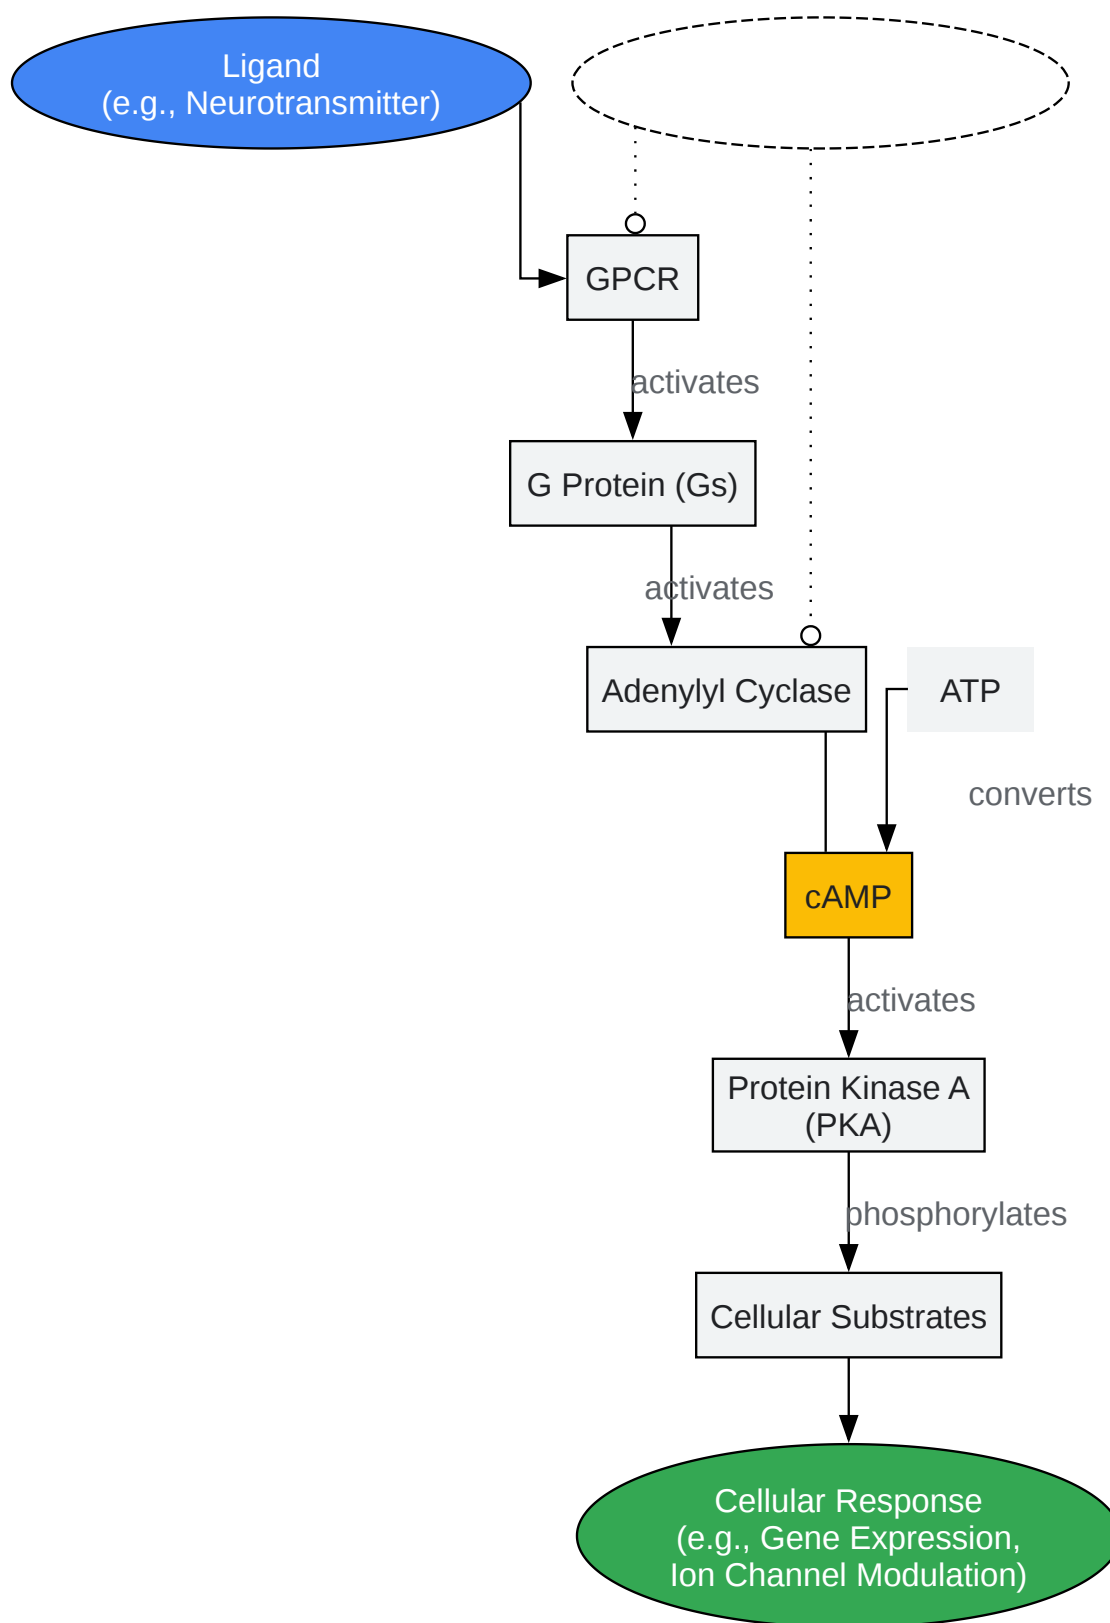 Ligand
(e.g., Neurotransmitter)
GPCR
activates
G Protein (Gs)
activates
Adenylyl Cyclase
ATP
converts
cAMP
activates
Protein Kinase A
(PKA)
phosphorylates
Cellular Substrates
Cellular Response
(e.g., Gene Expression,
Ion Channel Modulation)